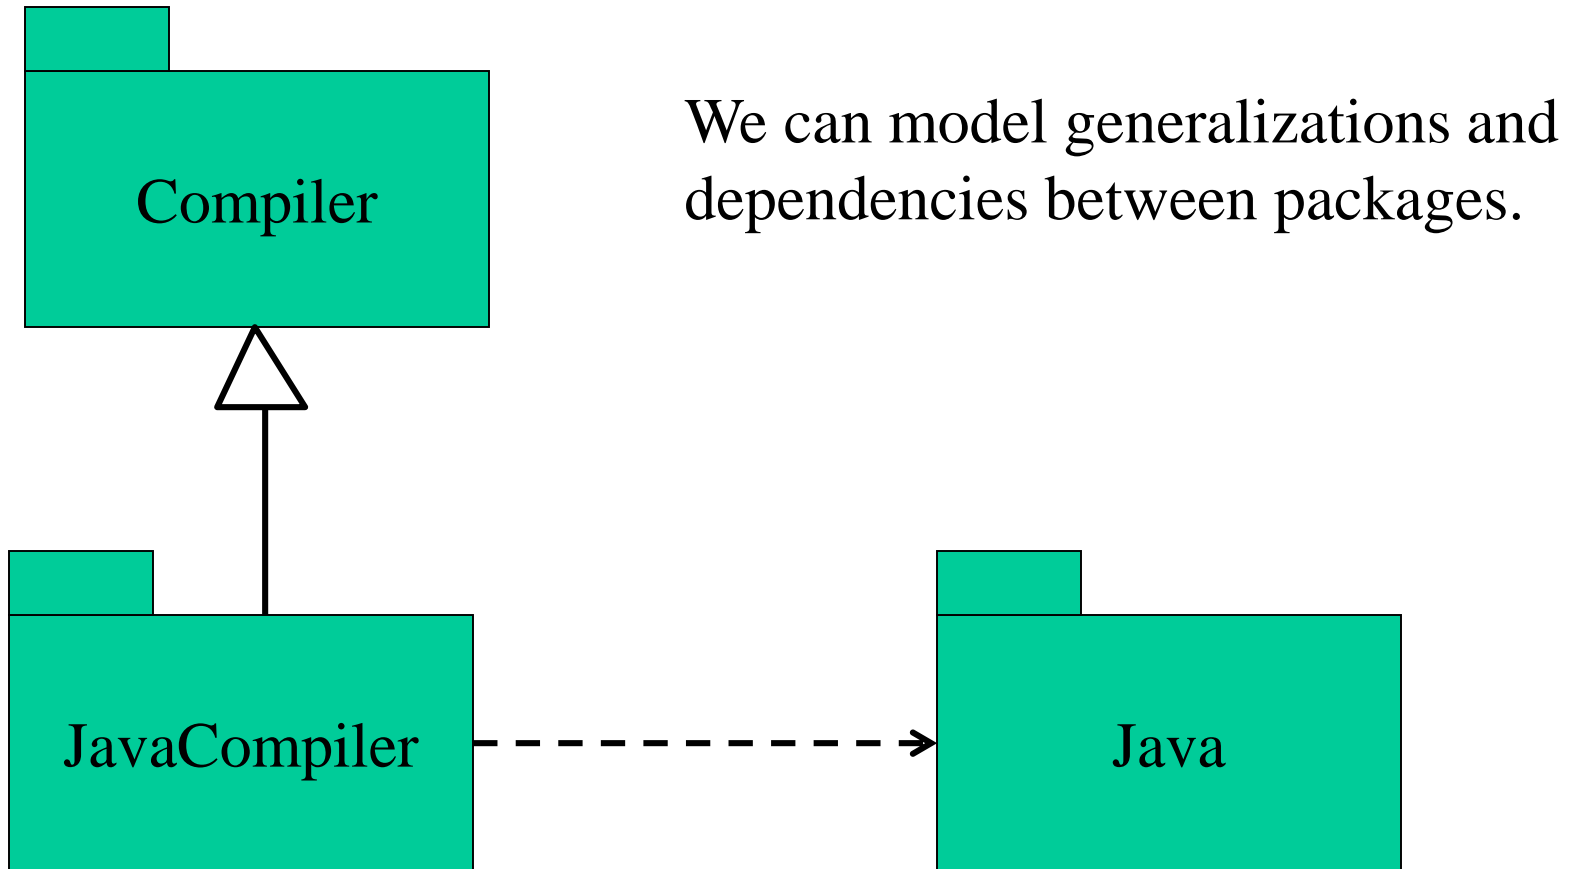 Compiler
We can model generalizations and
dependencies between packages.
JavaCompiler
Java